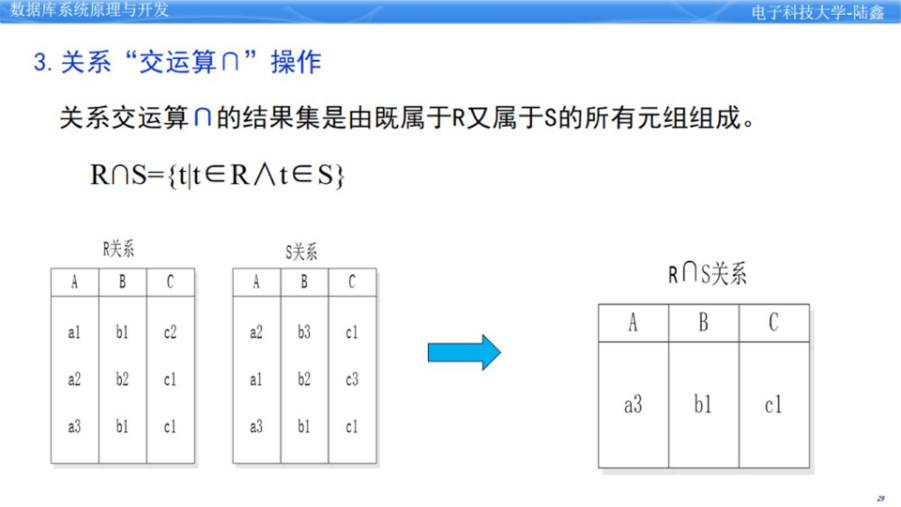 数据库系统原理与开发
电子科技大学-陆鑫
3. 关系“交运算∩”操作
关系交运算∩的结果集是由既属于R又属于S的所有元组组成。
R∩S={t|t∈R∧t∈S}
R关系
A B C
a1 b1 c2
a2 b2 c1
a3 b1 c1
S关系
A B C
a2 b3 c1
a1 b2 c3
a3 b1 c1
R∩S关系
A B C
a3 b1 c1
29